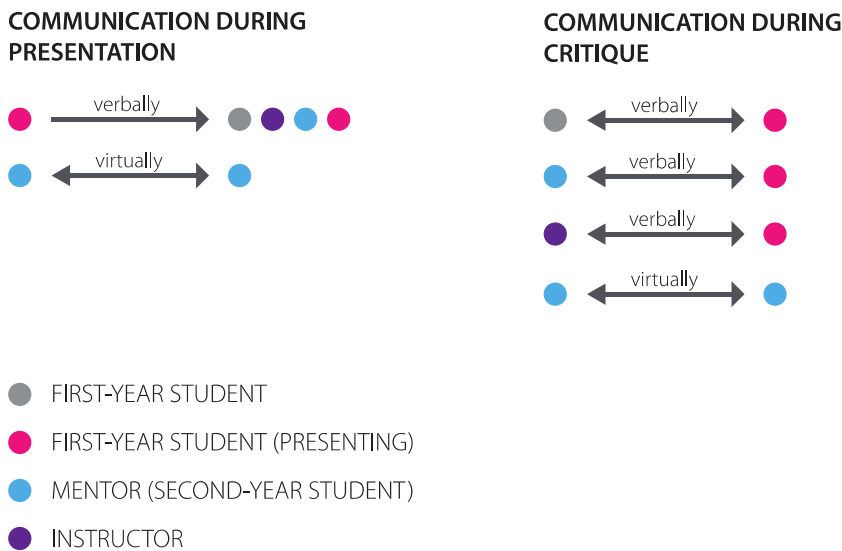 COMMUNICATION DURING
PRESENTATION
verbally
virtually
COMMUNICATION DURING
CRITIQUE
verbally
verbally
verbally
virtually
FIRST-YEAR STUDENT
FIRST-YEAR STUDENT (PRESENTING)
MENTOR (SECOND-YEAR STUDENT)
INSTRUCTOR